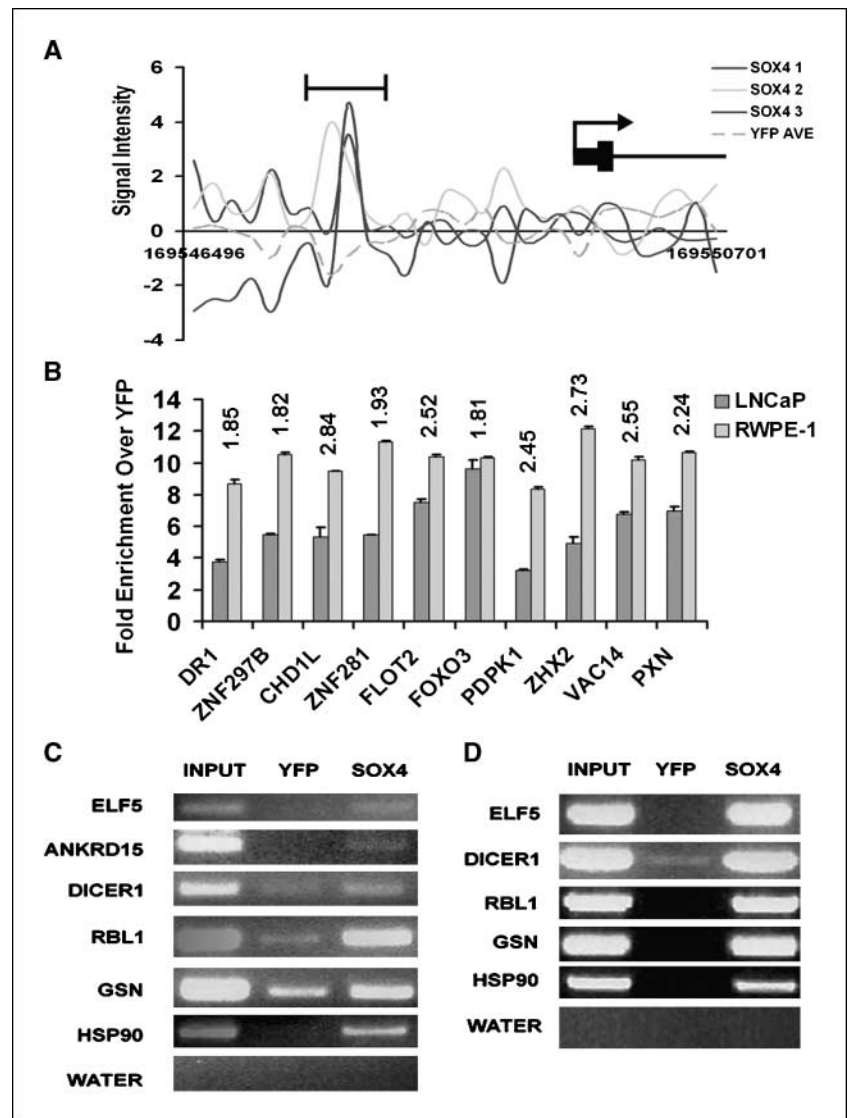 A
6
4
2
0
-2
-4
Signal Intensity
169546496
169550701
SOX4 1
SOX4 2
SOX4 3
YFP AVE
B
Fold Enrichment Over YFP
14
12
10
8
6
4
2
0
1.85
1.82
2.84
1.93
2.52
1.81
2.45
2.73
2.55
2.24
LNCaP
RWPE-1
DR1
ZNF297B
CHD1L
ZNF281
FLOT2
FOXO3
PDPK1
ZHX2
VAC14
PXN
C
INPUT YFP SOX4
ELF5
ANKRD15
DICER1
RBL1
GSN
HSP90
WATER
D
INPUT YFP SOX4
ELF5
DICER1
RBL1
GSN
HSP90
WATER